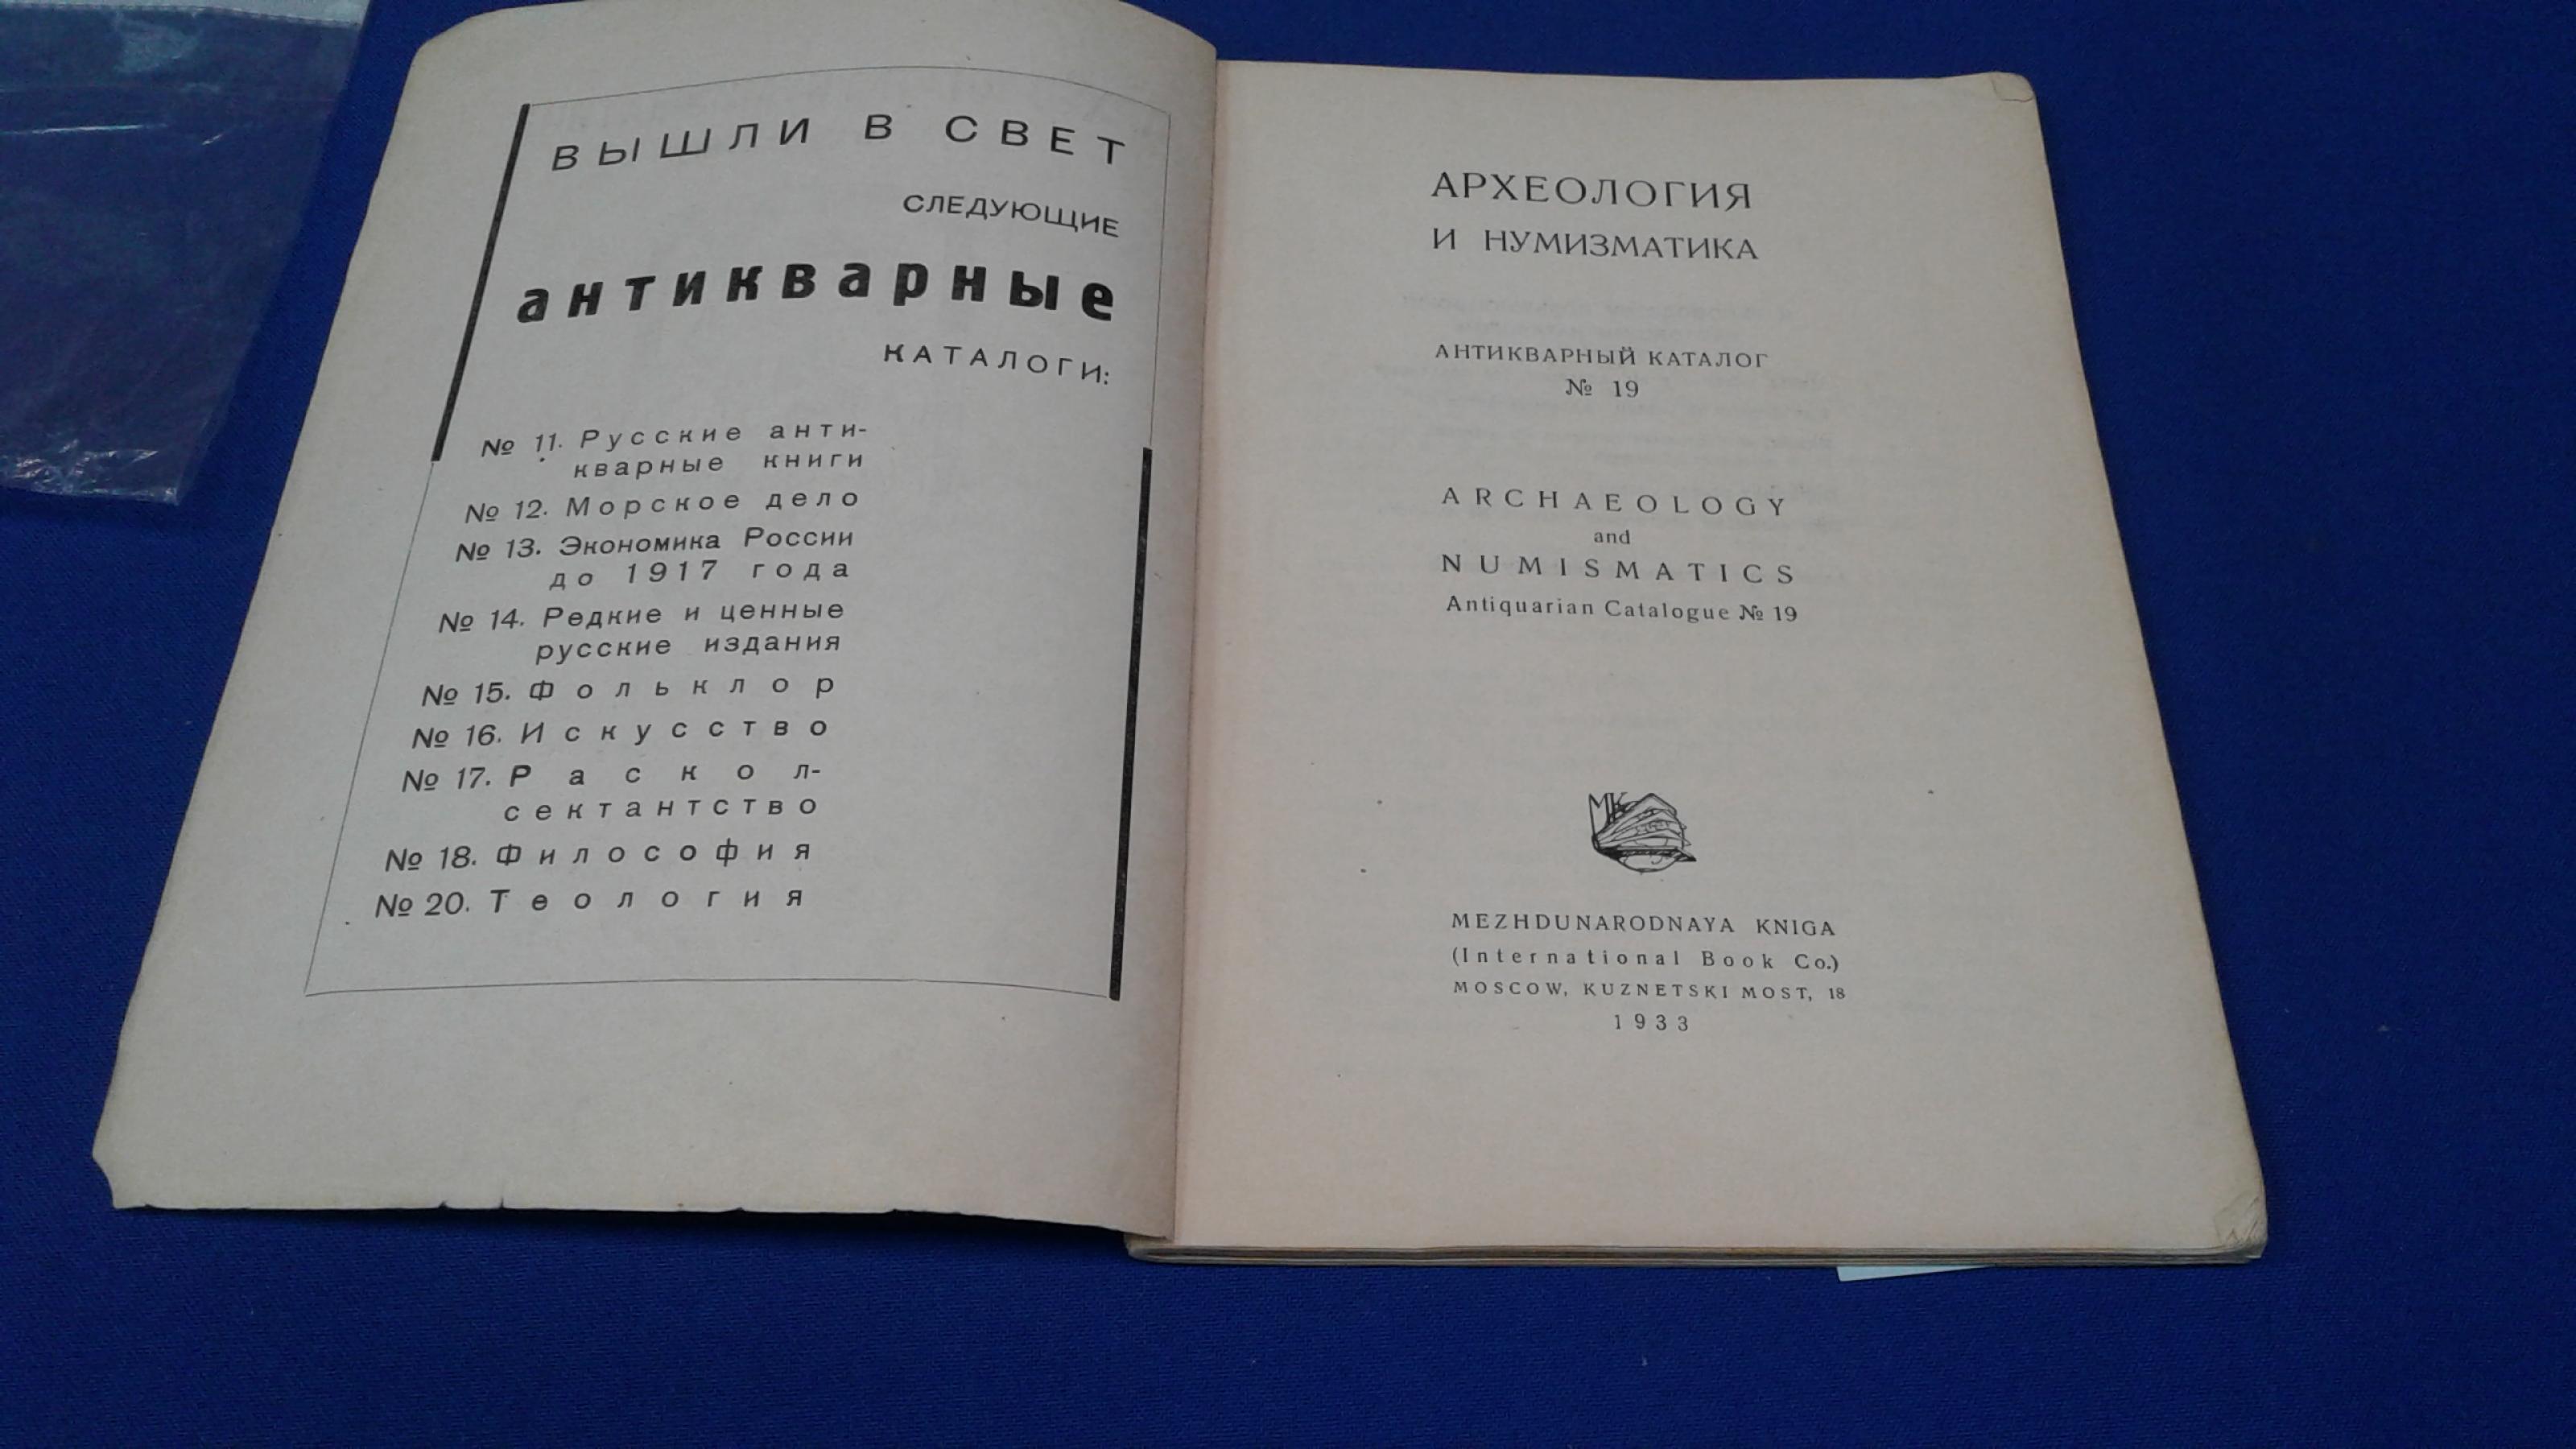 ВЫШЛИ В СВЕТ
СЛЕДУЮЩИЕ
антикварные
КАТАЛОГИ:
№ 11. Русские анти-
кварные книги
№ 12. Морское дело
№ 13. Экономика России
до 1917 года
№ 14. Редкие и ценные
русские издания
№ 15. Фольклор
№ 16. Искусство
№ 17. Раскол-
сектантство
№ 18. Философия
№ 20. Теология
АРХЕОЛОГИЯ
И НУМИЗМАТИКА
АНТИКВАРНЫЙ КАТАЛОГ
№ 19
ARCHAEOLOGY
and
NUMISMATICS
Antiquarian Catalogue № 19
МК
MEZHDUNARODNAYA KNIGA
(International Book Co.)
MOSCOW, KUZNETSKI MOST, 18
1933